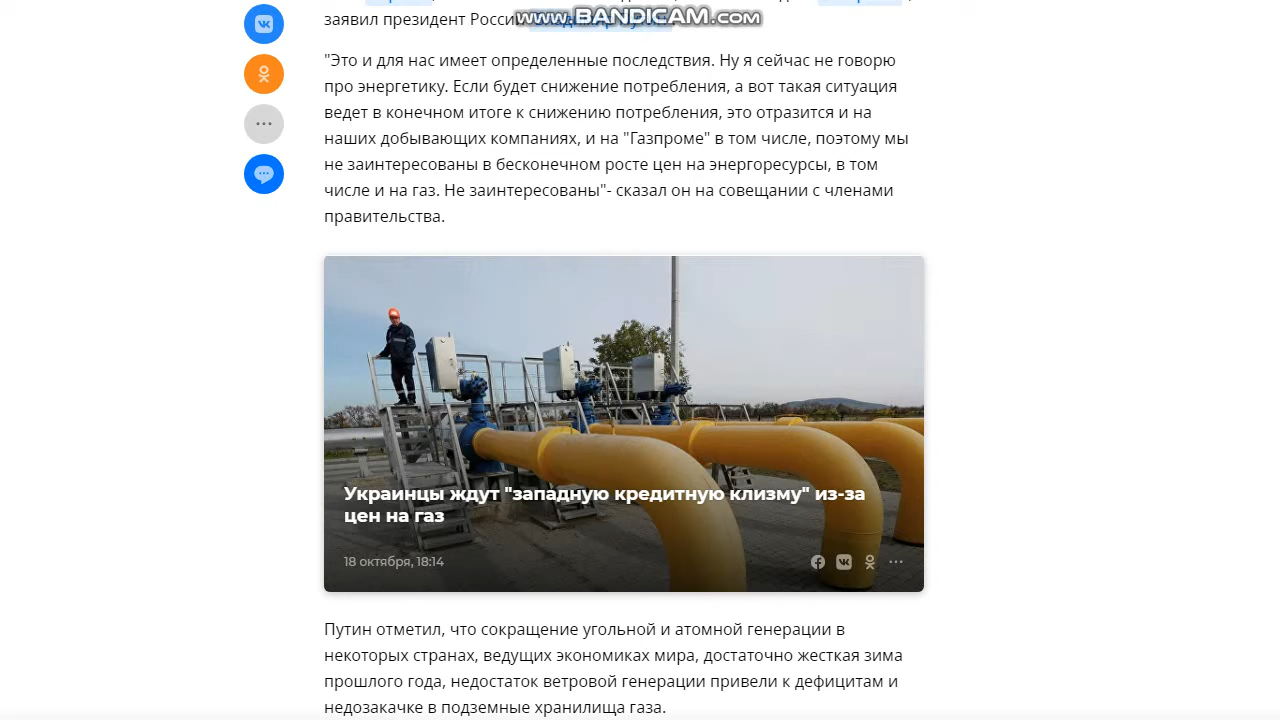 заявил президент России
www.BANDICAM.com
"Это и для нас имеет определенные последствия. Ну я сейчас не говорю
про энергетику. Если будет снижение потребления, а вот такая ситуация
ведет в конечном итоге к снижению потребления, это отразится и на
наших добывающих компаниях, и на "Газпроме" в том числе, поэтому мы
не заинтересованы в бесконечном росте цен на энергоресурсы, в том
числе и на газ. Не заинтересованы"- сказал он на совещании с членами
правительства.
Украинцы ждут "западную кредитную клизму" из-за
цен на газ
18 октября, 18:14
Путин отметил, что сокращение угольной и атомной генерации в
некоторых странах, ведущих экономиках мира, достаточно жесткая зима
прошлого года, недостаток ветровой генерации привели к дефицитам и
недозакачке в подземные хранилища газа.